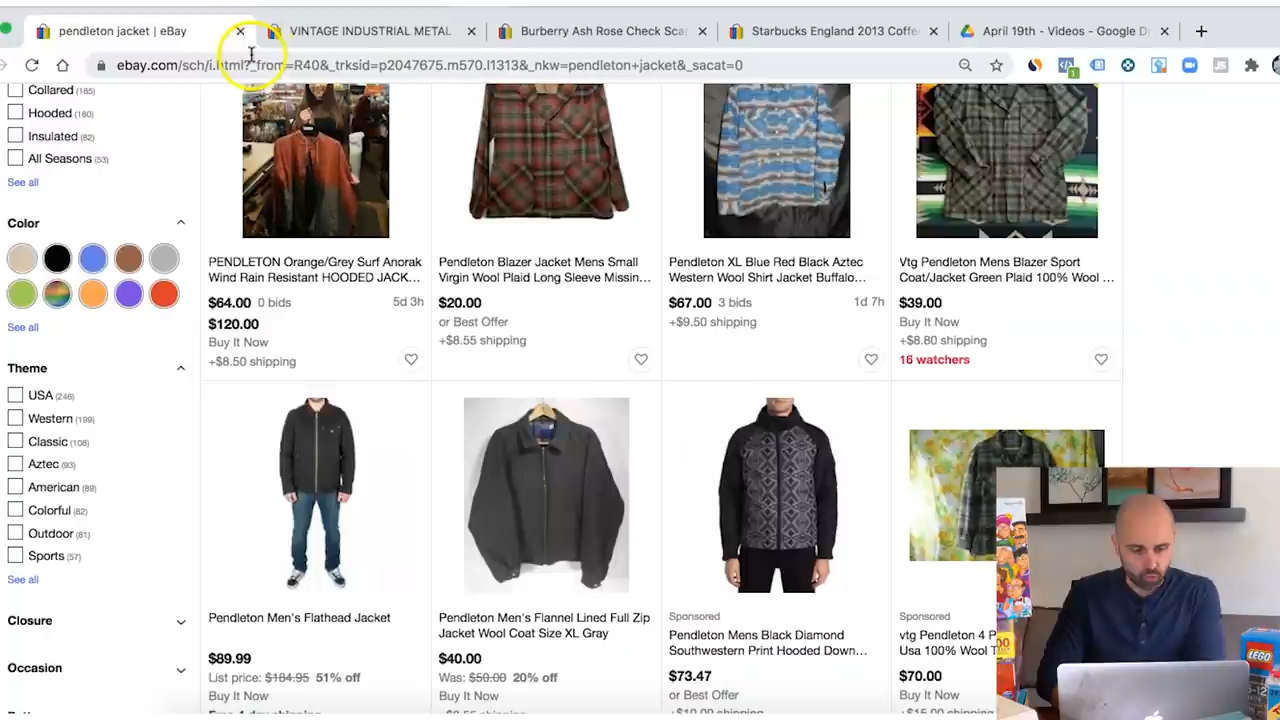 pendleton jacket | eBay
VINTAGE INDUSTRIAL METAL
Burberry Ash Rose Check Scar
Starbucks England 2013 Coffe
April 19th - Videos - Google Dr
ebay.com/sch/i.html?_from=R40&_trksid=p2047675.m570.l1313&_nkw=pendleton+jacket&_sacat=0
1
Collared (185)
Hooded (180)
Insulated (82)
All Seasons (53)
See all
Color
See all
Theme
USA (246)
Western (199)
Classic (108)
Aztec (93)
American (89)
Colorful (82)
Outdoor (81)
Sports (57)
See all
Closure
Occasion
PENDLETON Orange/Grey Surf Anorak
Wind Rain Resistant HOODED JACK...
$64.00 0 bids 5d 3h
$120.00
Buy It Now
+$8.50 shipping
Pendleton Blazer Jacket Mens Small
Virgin Wool Plaid Long Sleeve Missin...
$20.00
or Best Offer
+$8.55 shipping
Pendleton XL Blue Red Black Aztec
Western Wool Shirt Jacket Buffalo...
$67.00 3 bids 1d 7h
+$9.50 shipping
Vtg Pendleton Mens Blazer Sport
Coat/Jacket Green Plaid 100% Wool ...
$39.00
Buy It Now
+$8.80 shipping
16 watchers
Pendleton Men's Flathead Jacket
$89.99
List price: $184.95 51% off
Buy It Now
Pendleton Men's Flannel Lined Full Zip
Jacket Wool Coat Size XL Gray
$40.00
Was: $50.00 20% off
Buy It Now
Sponsored
Pendleton Mens Black Diamond
Southwestern Print Hooded Down...
$73.47
or Best Offer
+$10.00 shipping
Sponsored
vtg Pendleton 4 P
Usa 100% Wool T
$70.00
Buy It Now
+$15.00 shipping
LEGO